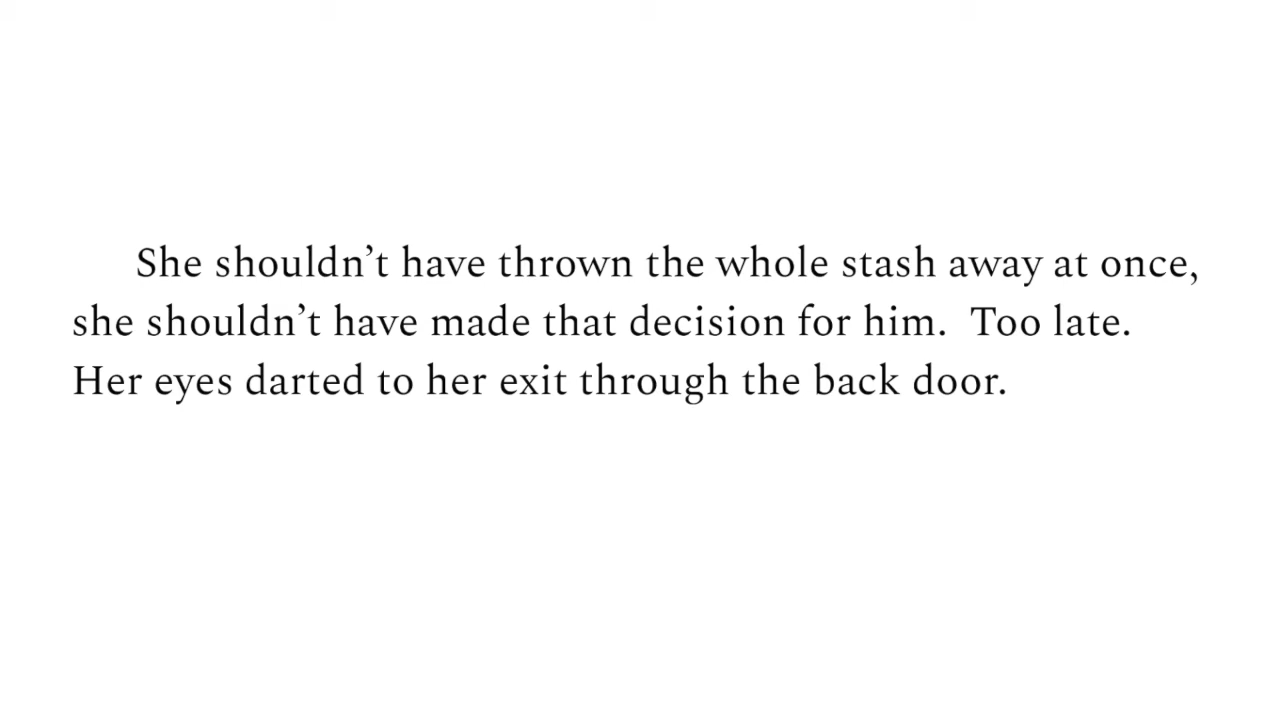 She shouldn’t have thrown the whole stash away at once,
she shouldn’t have made that decision for him.  Too late.
Her eyes darted to her exit through the back door.